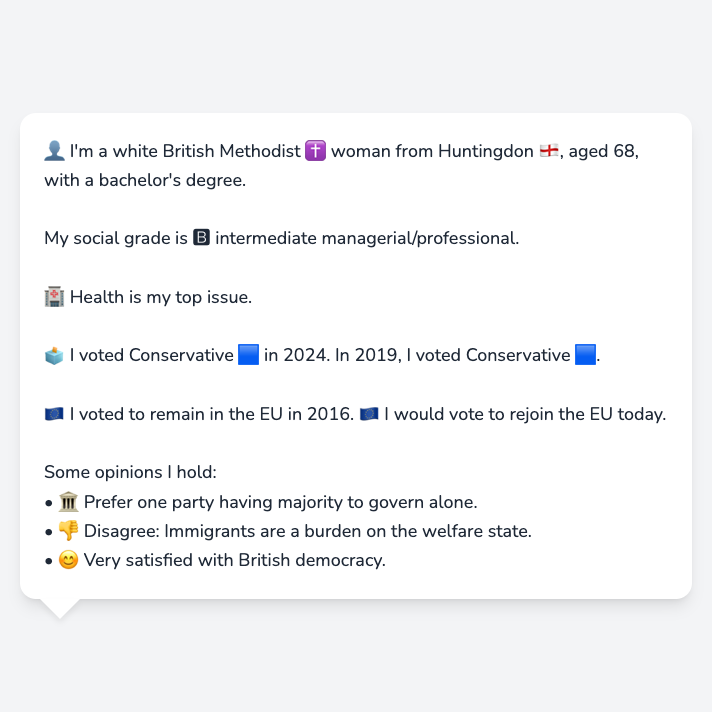 👤 I'm a white British Methodist ✝️ woman from Huntingdon 🏴󠁧󠁢󠁥󠁮󠁧󠁿, aged 68,
with a bachelor's degree.
My social grade is 🅱 intermediate managerial/professional.
🏥 Health is my top issue.
🗳️ I voted Conservative 🟦 in 2024. In 2019, I voted Conservative 🟦.
🇪🇺 I voted to remain in the EU in 2016. 🇪🇺 I would vote to rejoin the EU today.
Some opinions I hold:
• 🏛️ Prefer one party having majority to govern alone.
• 👎 Disagree: Immigrants are a burden on the welfare state.
• 😊 Very satisfied with British democracy.